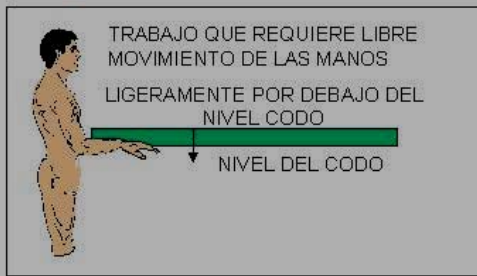 TRABAJO QUE REQUIERE LIBRE
MOVIMIENTO DE LAS MANOS
LIGERAMENTE POR DEBAJO DEL
NIVEL CODO
NIVEL DEL CODO